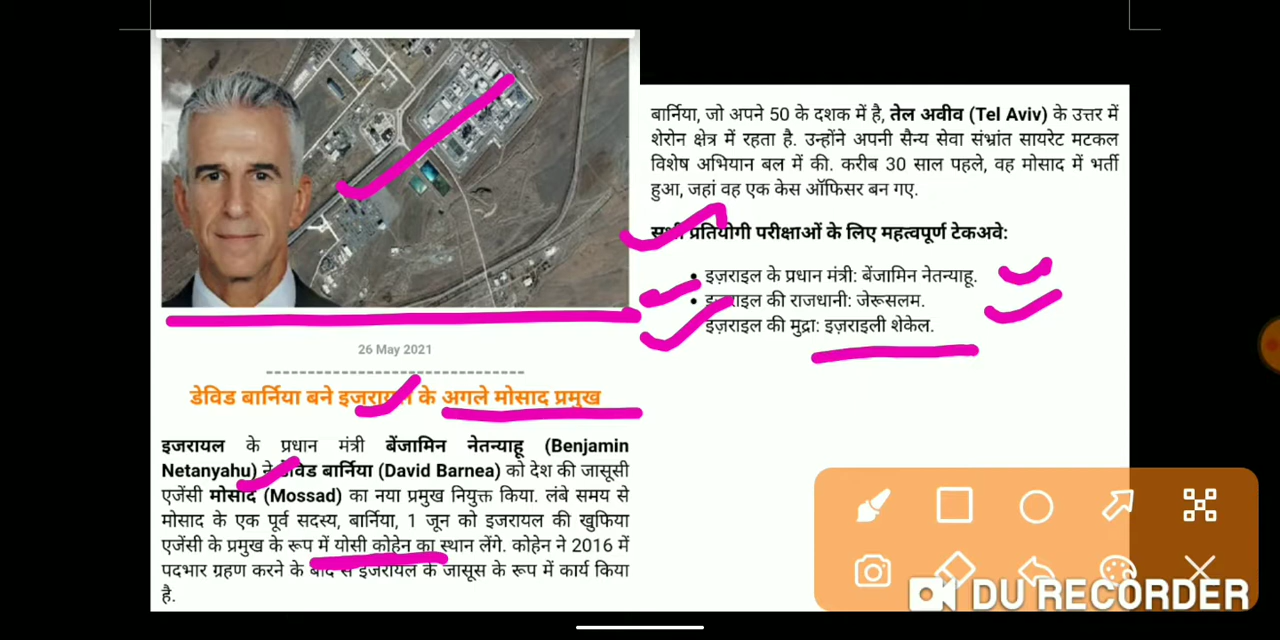 26 May 2021
डेविड बार्निया बने इजरायल के अगले मोसाद प्रमुख
इजरायल के प्रधान मंत्री बेंजामिन नेतन्याहू (Benjamin
Netanyahu) ने डेविड बार्निया (David Barnea) को देश की जासूसी
एजेंसी मोसाद (Mossad) का नया प्रमुख नियुक्त किया. लंबे समय से
मोसाद के एक पूर्व सदस्य, बार्निया, 1 जून को इजरायल की खुफिया
एजेंसी के प्रमुख के रूप में योसी कोहेन का स्थान लेंगे. कोहेन ने 2016 में
पदभार ग्रहण करने के बाद से इजरायल के जासूस के रूप में कार्य किया
है.
बार्निया, जो अपने 50 के दशक में है, तेल अवीव (Tel Aviv) के उत्तर में
शेरोन क्षेत्र में रहता है. उन्होंने अपनी सैन्य सेवा संभ्रांत सायरेट मटकल
विशेष अभियान बल में की. करीब 30 साल पहले, वह मोसाद में भर्ती
हुआ, जहां वह एक केस ऑफिसर बन गए.
सभी प्रतियोगी परीक्षाओं के लिए महत्वपूर्ण टेकअवे:
• इज़राइल के प्रधान मंत्री: बेंजामिन नेतन्याहू.
• इज़राइल की राजधानी: जेरूसलम.
इज़राइल की मुद्रा: इज़राइली शेकेल.
DU RECORDER